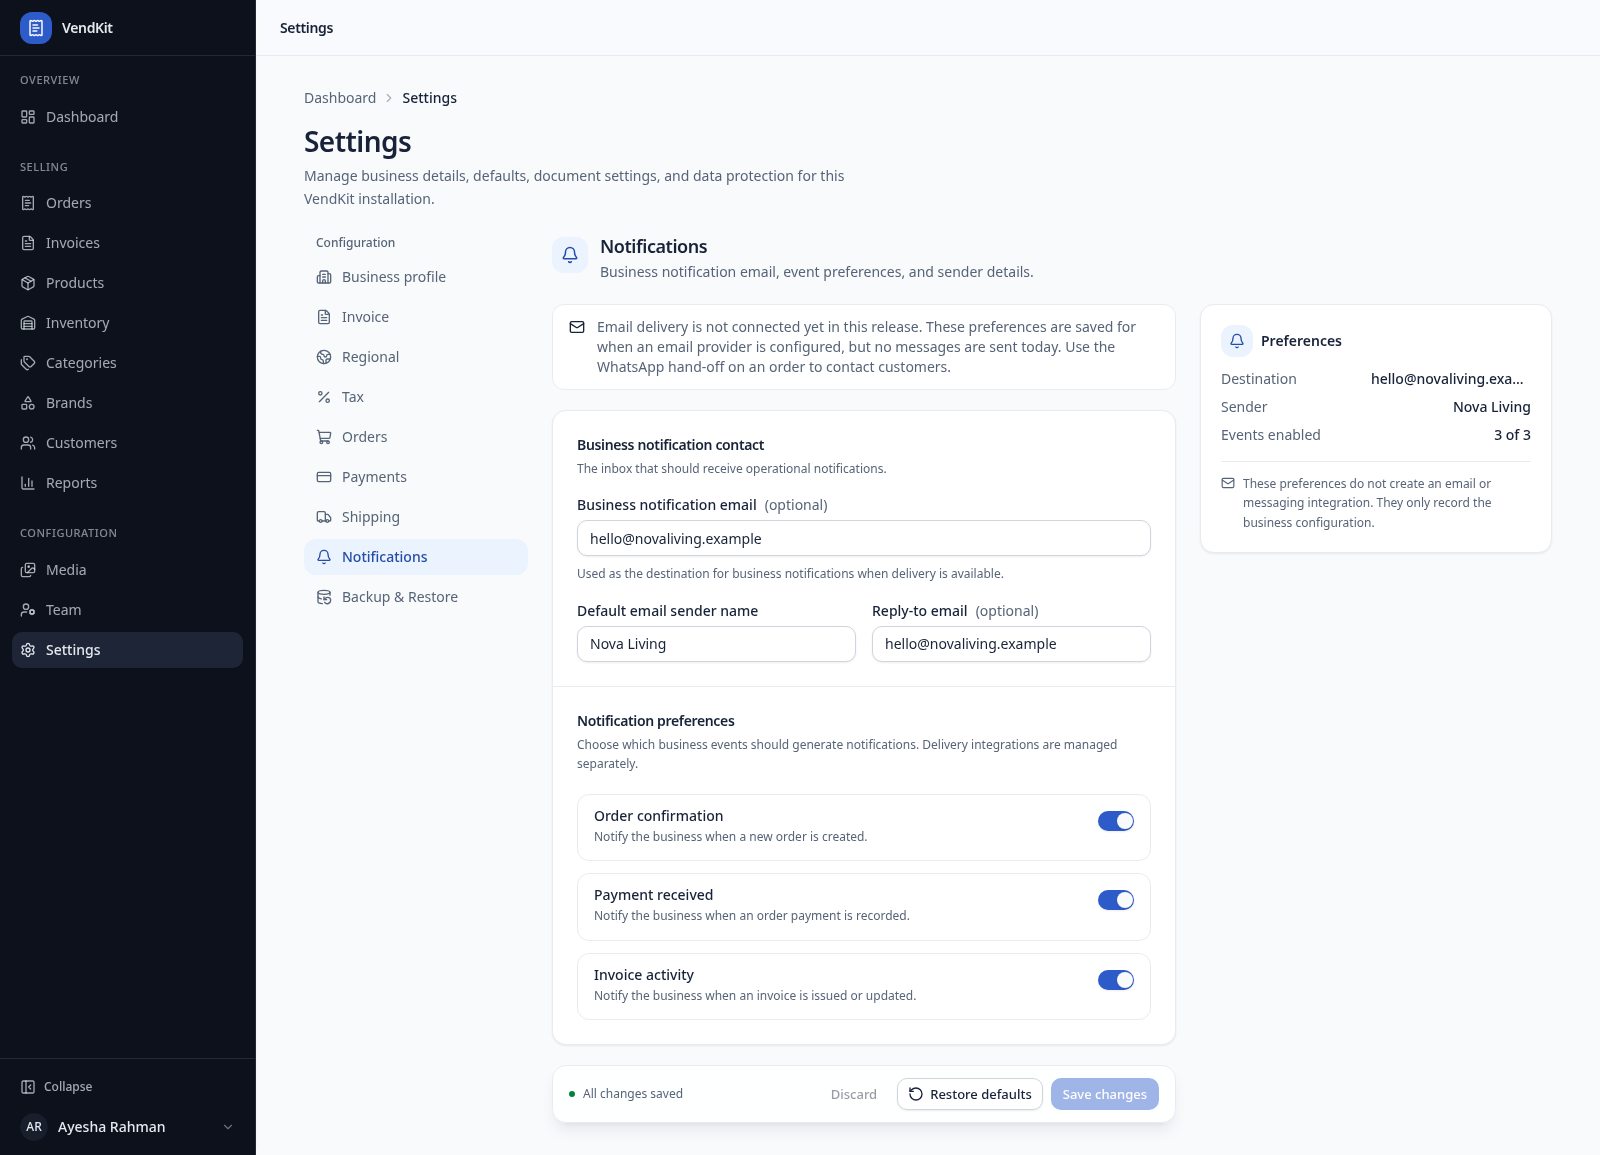 VendKit
OVERVIEW
Dashboard
SELLING
Orders
Invoices
Products
Inventory
Categories
Brands
Customers
Reports
CONFIGURATION
Media
Team
Settings
Collapse
AR
Ayesha Rahman
Settings
Dashboard
Settings
Settings
Manage business details, defaults, document settings, and data protection for this
VendKit installation.
Configuration
Business profile
Invoice
Regional
Tax
Orders
Payments
Shipping
Notifications
Backup & Restore
Notifications
Business notification email, event preferences, and sender details.
Email delivery is not connected yet in this release. These preferences are saved for
when an email provider is configured, but no messages are sent today. Use the
WhatsApp hand-off on an order to contact customers.
Business notification contact
The inbox that should receive operational notifications.
Business notification email (optional)
hello@novaliving.example
Used as the destination for business notifications when delivery is available.
Default email sender name
Nova Living
Reply-to email (optional)
hello@novaliving.example
Notification preferences
Choose which business events should generate notifications. Delivery integrations are managed
separately.
Order confirmation
Notify the business when a new order is created.
Payment received
Notify the business when an order payment is recorded.
Invoice activity
Notify the business when an invoice is issued or updated.
All changes saved
Discard
Restore defaults
Save changes
Preferences
Destination hello@novaliving.exa...
Sender Nova Living
Events enabled 3 of 3
These preferences do not create an email or
messaging integration. They only record the
business configuration.